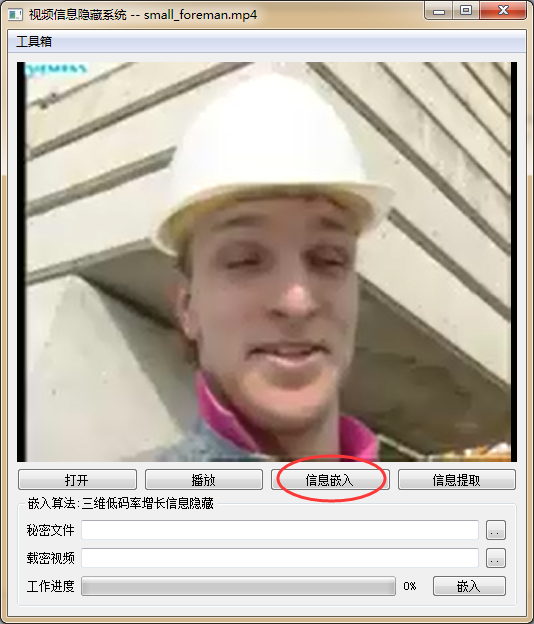 视频信息隐藏系统 -- small_foreman.mp4
工具箱
打开 播放 信息嵌入 信息提取
嵌入算法:三维低码率增长信息隐藏
秘密文件 ..
载密视频 ..
工作进度 0% 嵌入